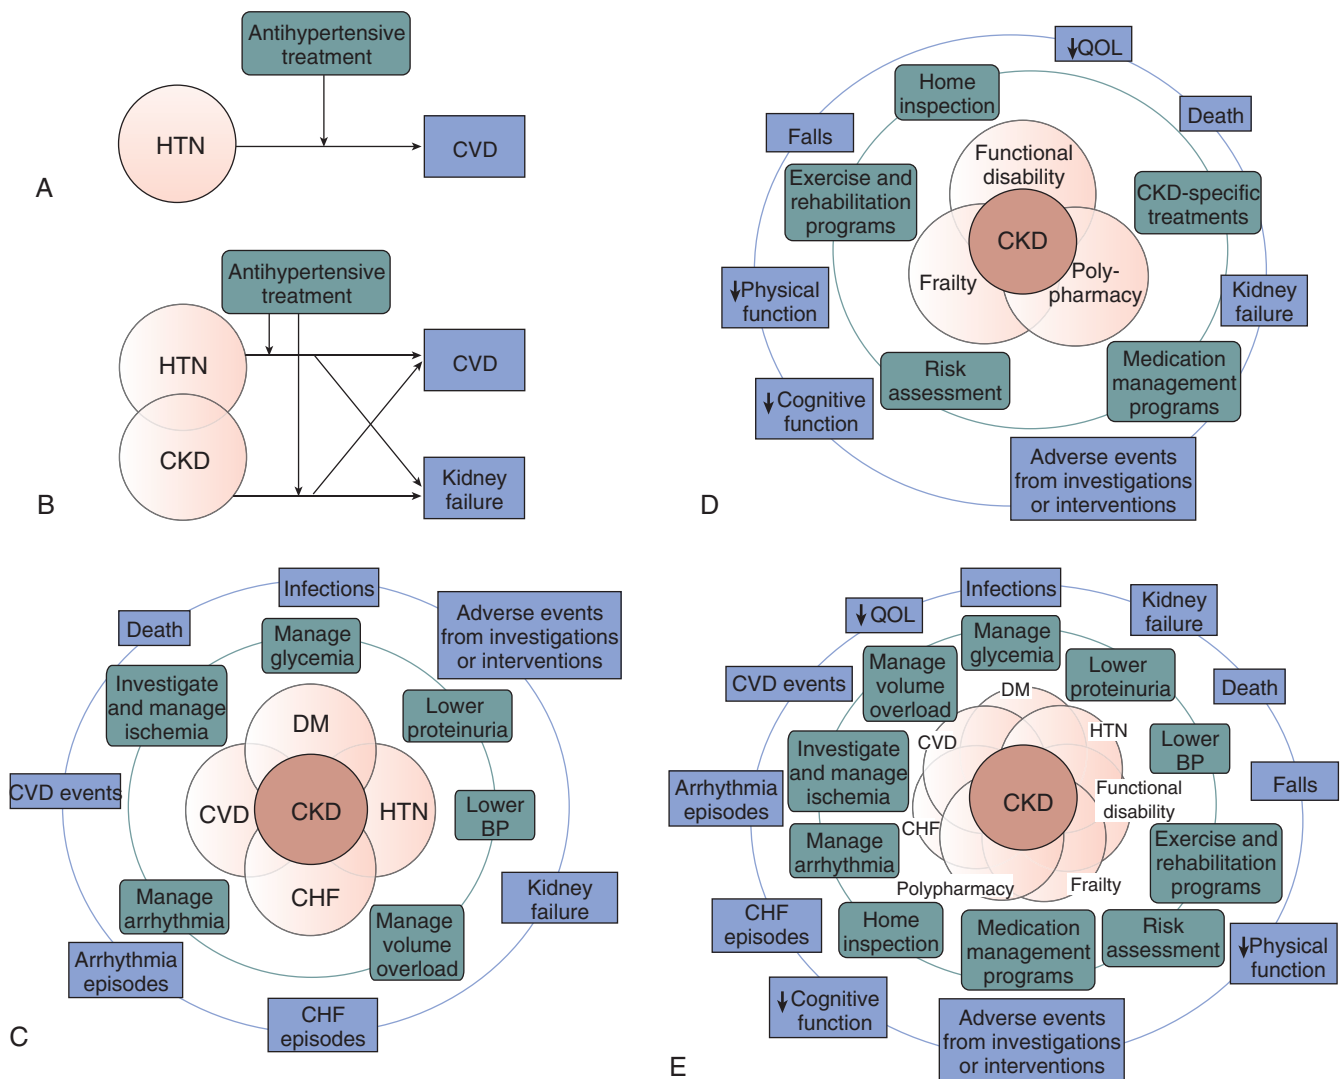 Antihypertensive
treatment
HTN
CVD
A
Antihypertensive
treatment
HTN
CVD
CKD
Kidney
failure
B
Infections
Adverse events
from investigations
or interventions
Death
Manage
glycemia
Investigate
and manage
ischemia
Lower
proteinuria
DM
CVD events
CVD
CKD
HTN
Lower
BP
CHF
Manage
arrhythmia
Manage
volume
overload
Kidney
failure
Arrhythmia
episodes
CHF
episodes
C
↓QOL
Home
inspection
Death
Falls
Functional
disability
Exercise and
rehabilitation
programs
CKD-specific
treatments
CKD
Frailty
Poly-
pharmacy
↓Physical
function
Kidney
failure
Risk
assessment
Medication
management
programs
↓Cognitive
function
Adverse events
from investigations
or interventions
D
Infections
↓QOL
Kidney
failure
Manage
glycemia
Manage
volume
overload
Lower
proteinuria
CVD events
Death
DM
HTN
CVD
Lower
BP
Investigate
and manage
ischemia
Arrhythmia
episodes
CKD
Functional
disability
Falls
CHF
Manage
arrhythmia
Exercise and
rehabilitation
programs
Polypharmacy
Frailty
CHF
episodes
Home
inspection
Medication
management
programs
Risk
assessment
↓Physical
function
↓Cognitive
function
Adverse events
from investigations
or interventions
E